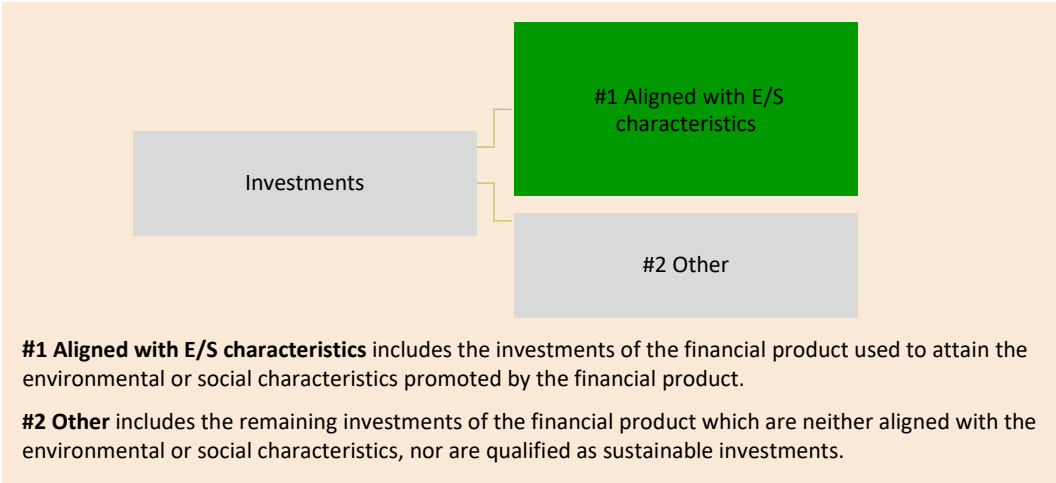 #1 Aligned with E/S
characteristics
Investments
#2 Other
#1 Aligned with E/S characteristics includes the investments of the financial product used to attain the
environmental or social characteristics promoted by the financial product.
#2 Other includes the remaining investments of the financial product which are neither aligned with the
environmental or social characteristics, nor are qualified as sustainable investments.